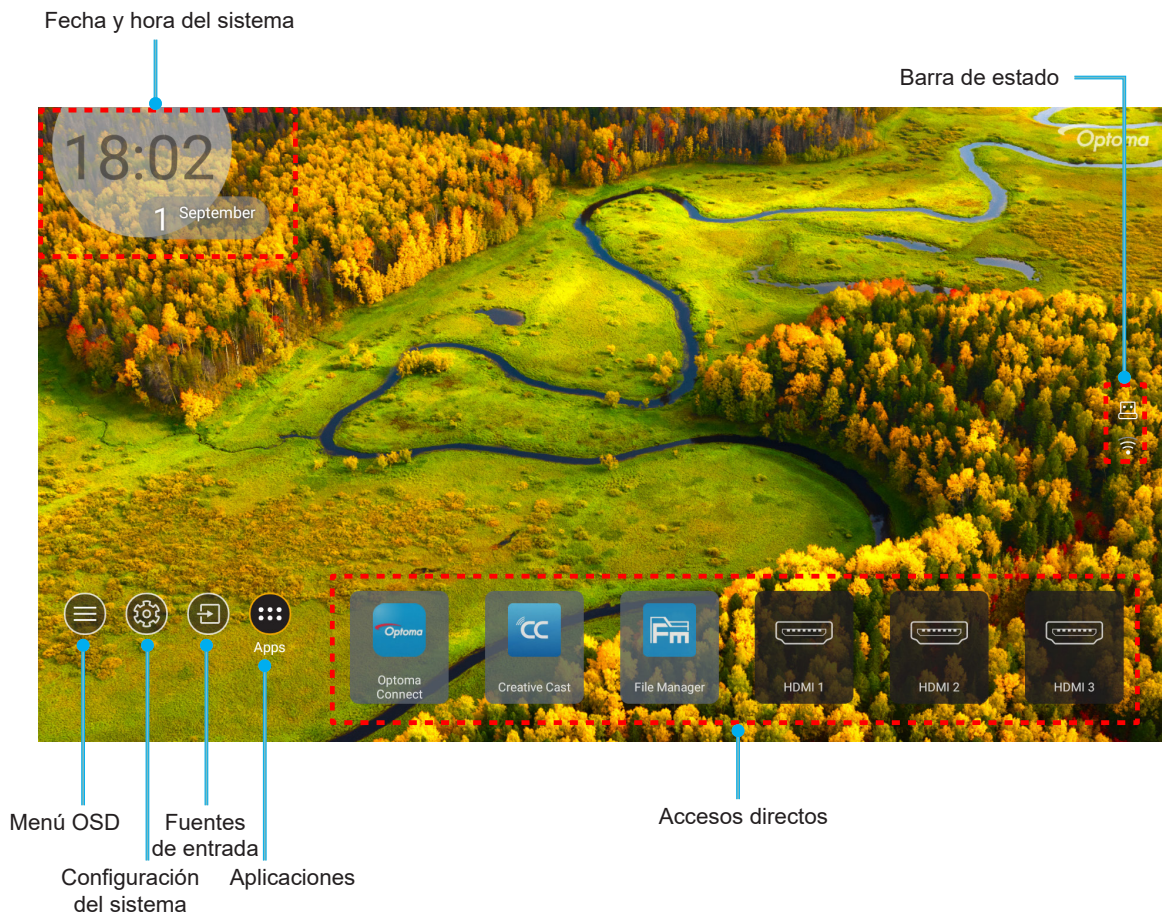 Fecha y hora del sistema
Barra de estado
18:02
1 September
Optoma
Apps
Optoma
Optoma
Connect
CC
Creative Cast
Fm
File Manager
HDMI 1
HDMI 2
HDMI 3
Menú OSD
Fuentes
de entrada
Accesos directos
Configuración
del sistema
Aplicaciones